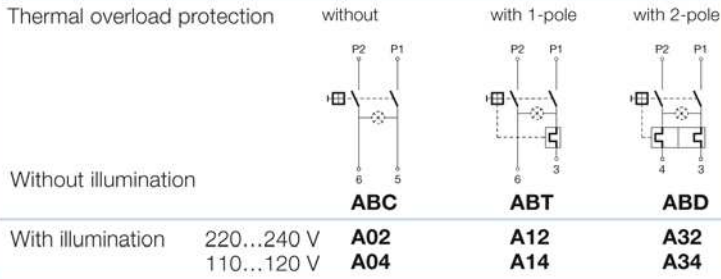 Thermal overload protection without with 1-pole with 2-pole
P2 P1 P2 P1 P2 P1
6 5 6 3 4 3
Without illumination
ABC ABT ABD
With illumination 220...240 V A02 A12 A32
110...120 V A04 A14 A34